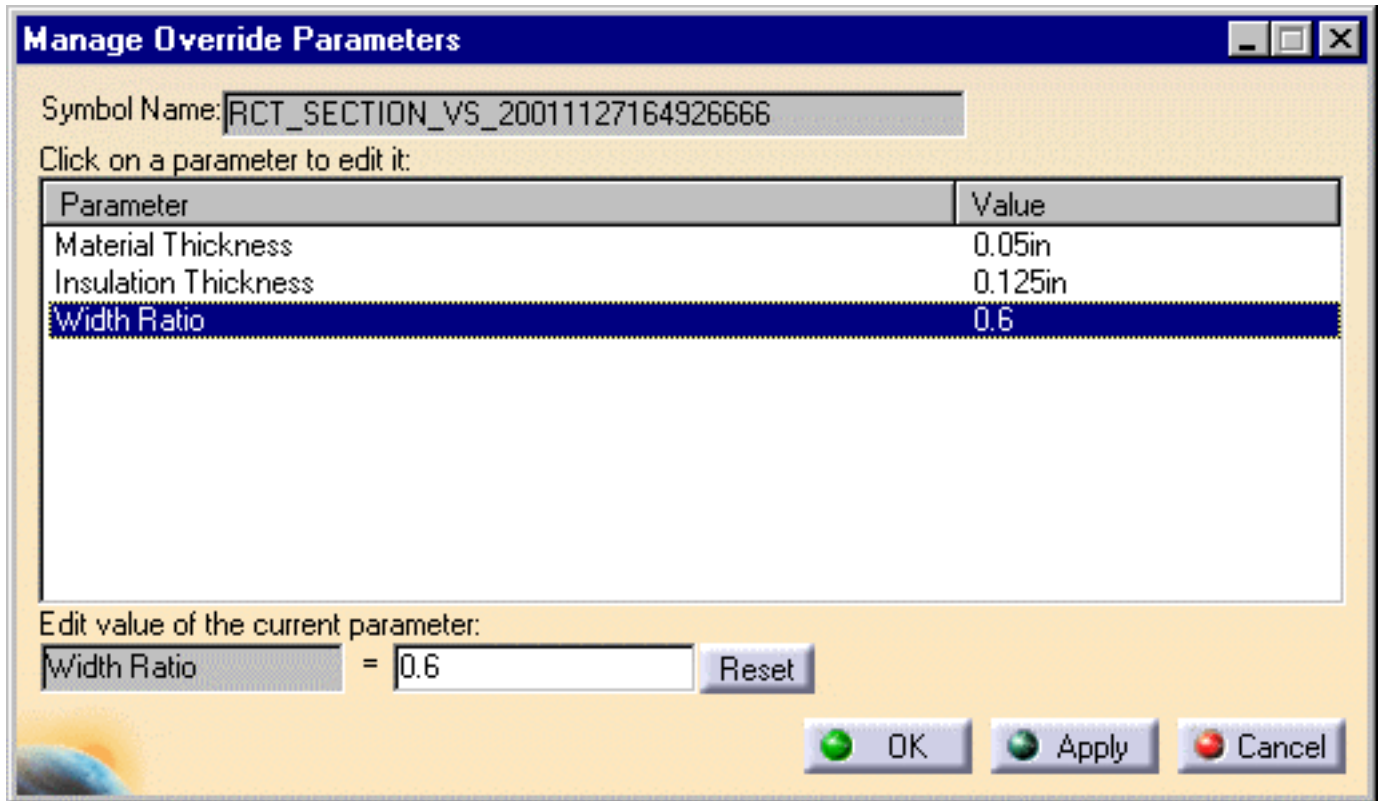 Manage Override Parameters
Symbol Name: RCT_SECTION_VS_20011127164926666
Click on a parameter to edit it:
Parameter Value
Material Thickness 0.05in
Insulation Thickness 0.125in
Width Ratio 0.6
Edit value of the current parameter:
Width Ratio = 0.6 Reset
OK Apply Cancel